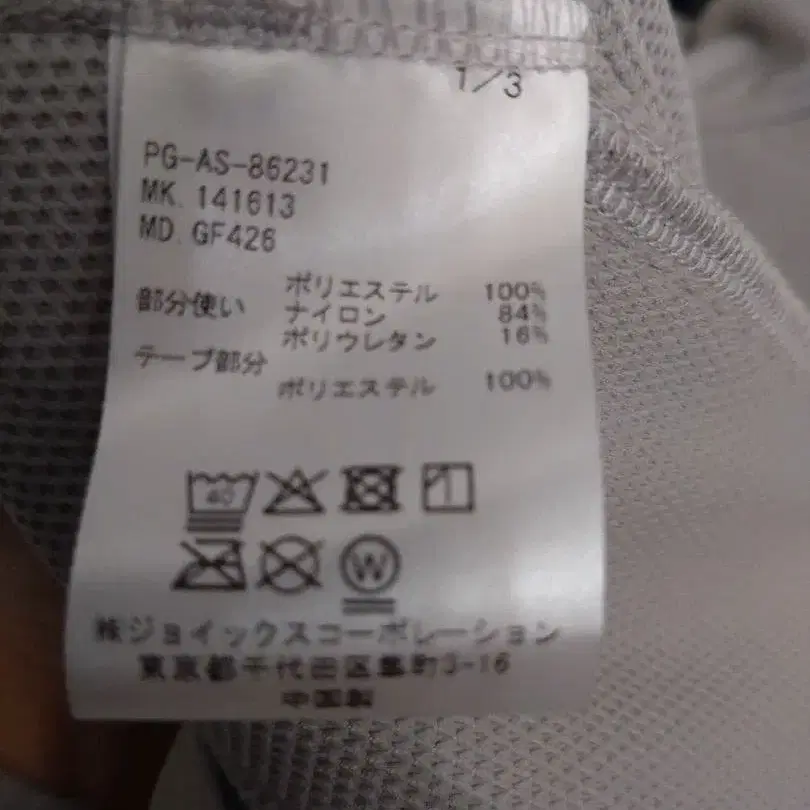 1/3
PG-AS-86231
MK. 141613
MD. GF426
ポリエステル 100%
部分使い ナイロン 84%
ポリウレタン 16%
テープ部分
ポリエステル 100%
40
W
㈱ジョイックスコーポレーション
東京都千代田区麹町3-16
中国製